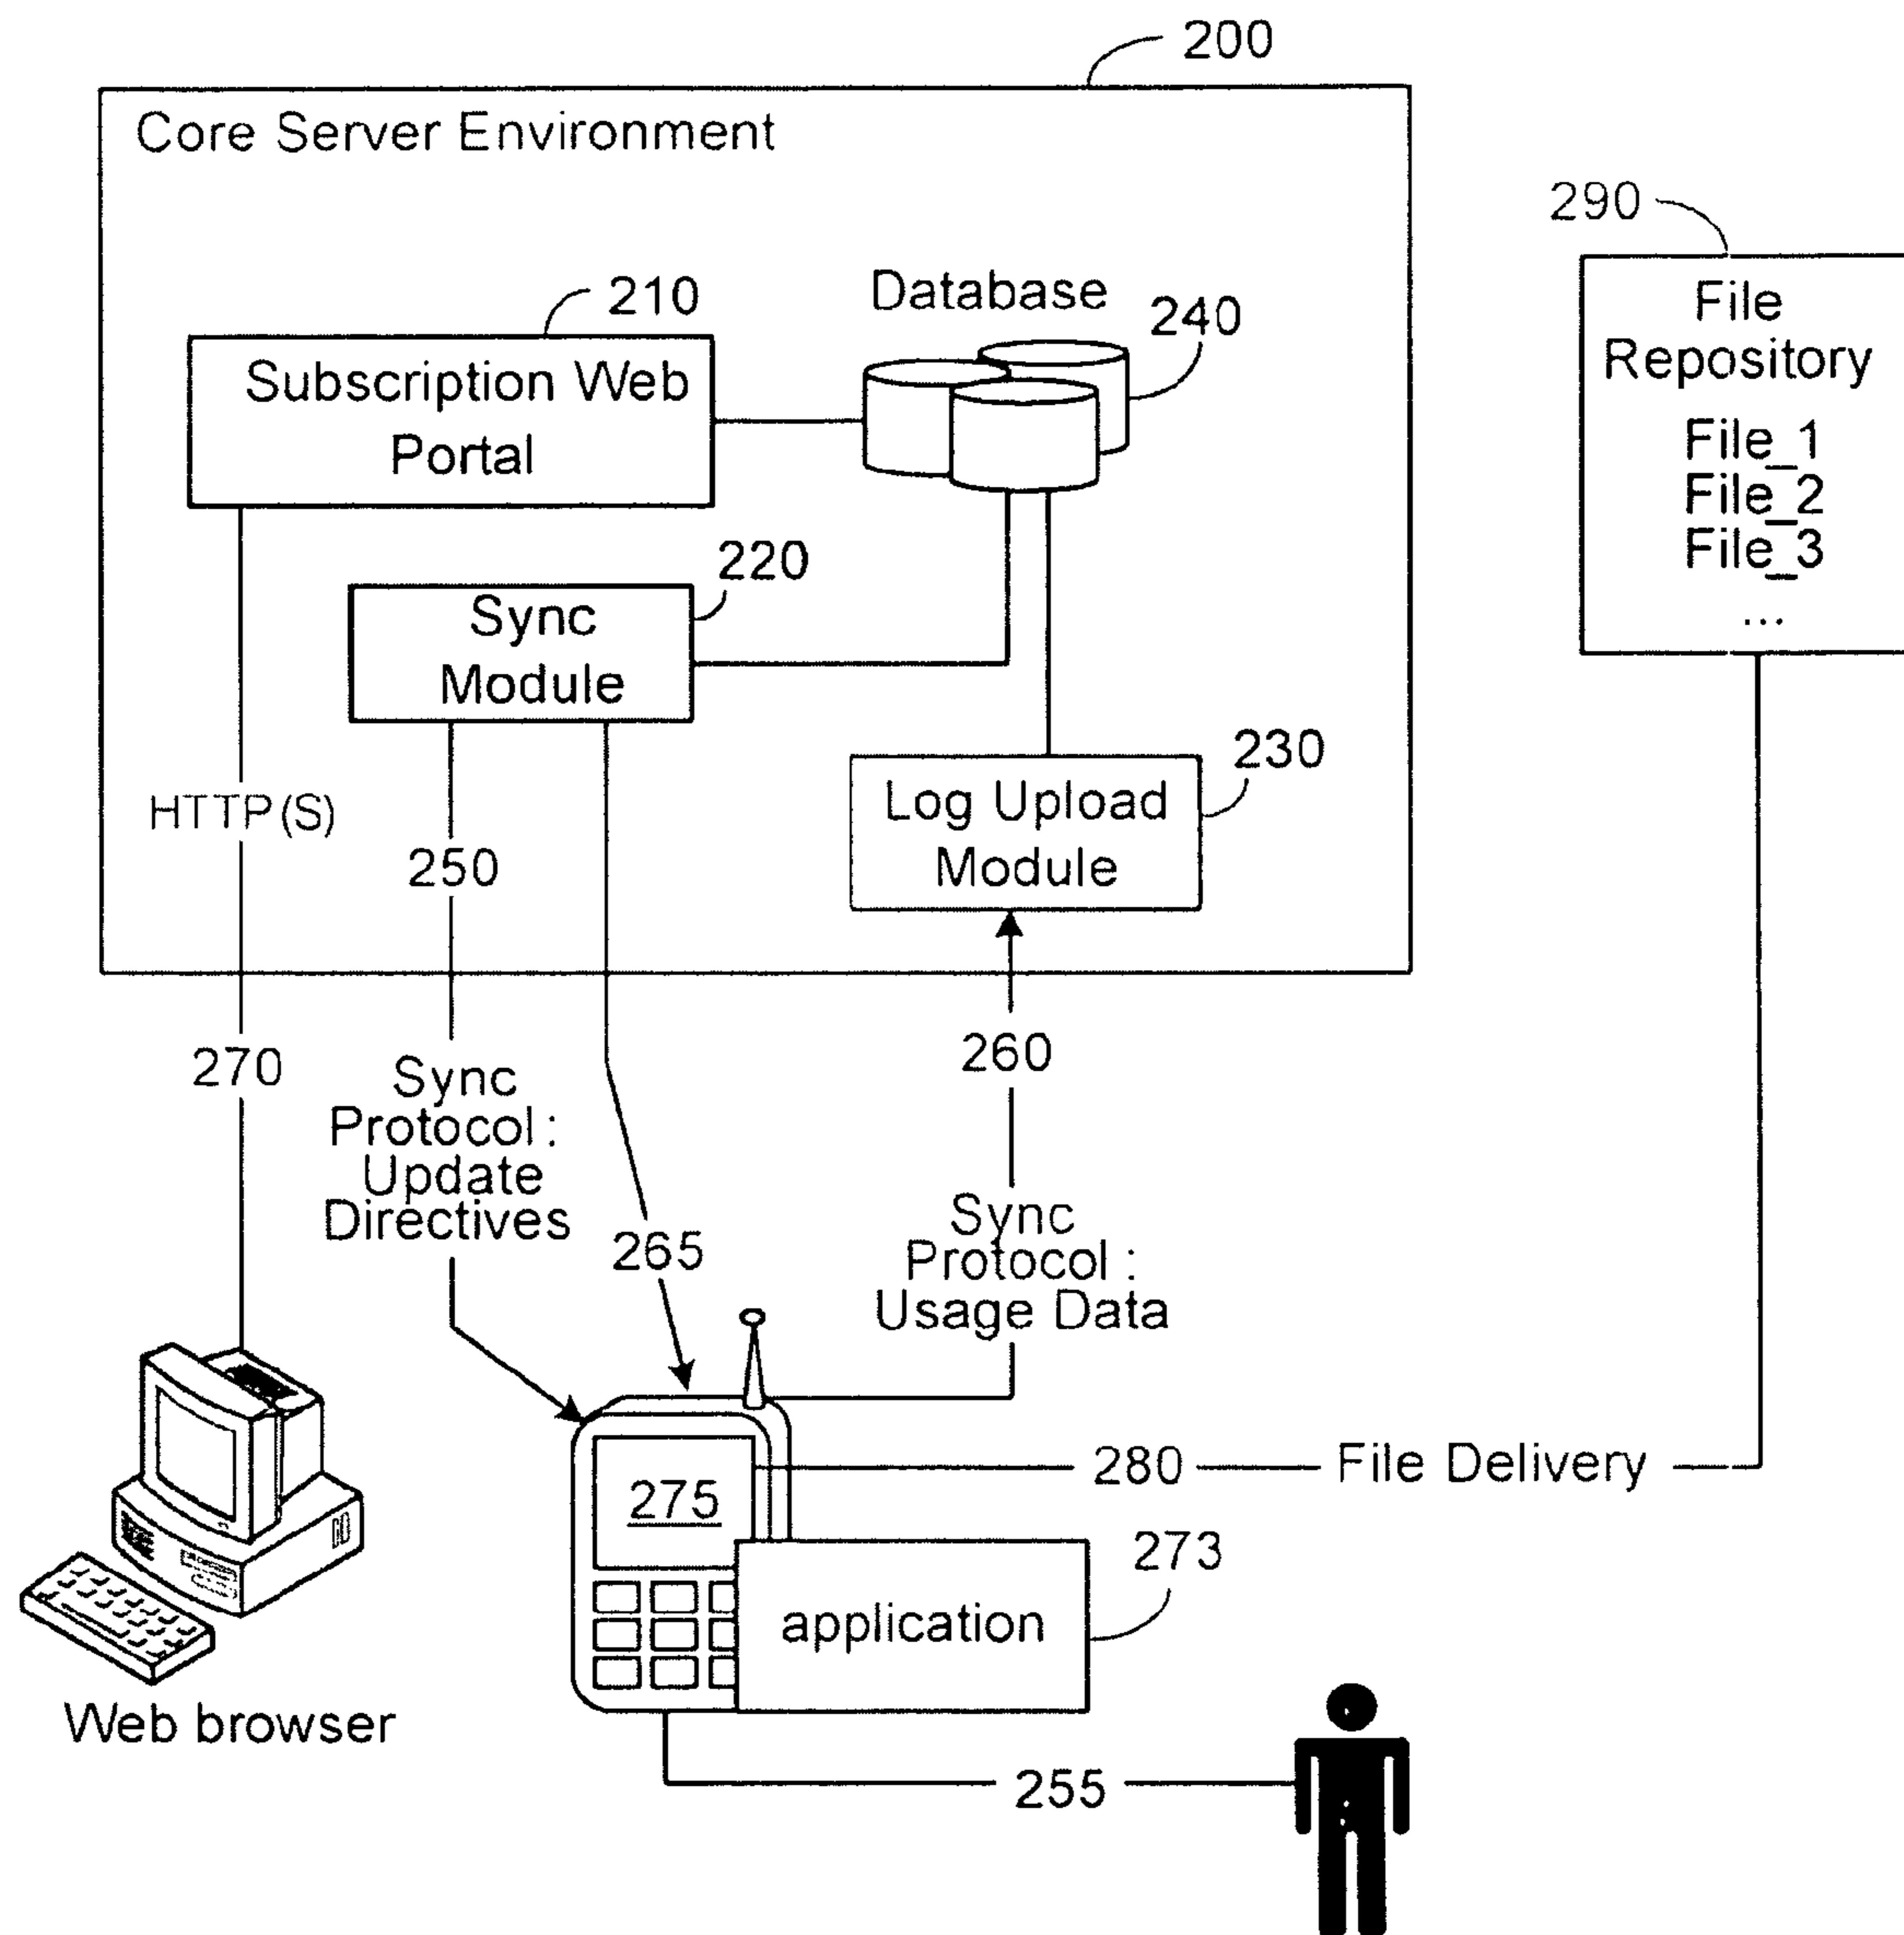 200
Core Server Environment
290
File
Repository
File_1
File_2
File_3
...
210
Database
240
Subscription Web
Portal
220
Sync
Module
230
Log Upload
Module
HTTP(S)
250
270
Sync
Protocol :
Update
Directives
265
260
Sync
Protocol :
Usage Data
275
280
File Delivery
273
application
Web browser
255